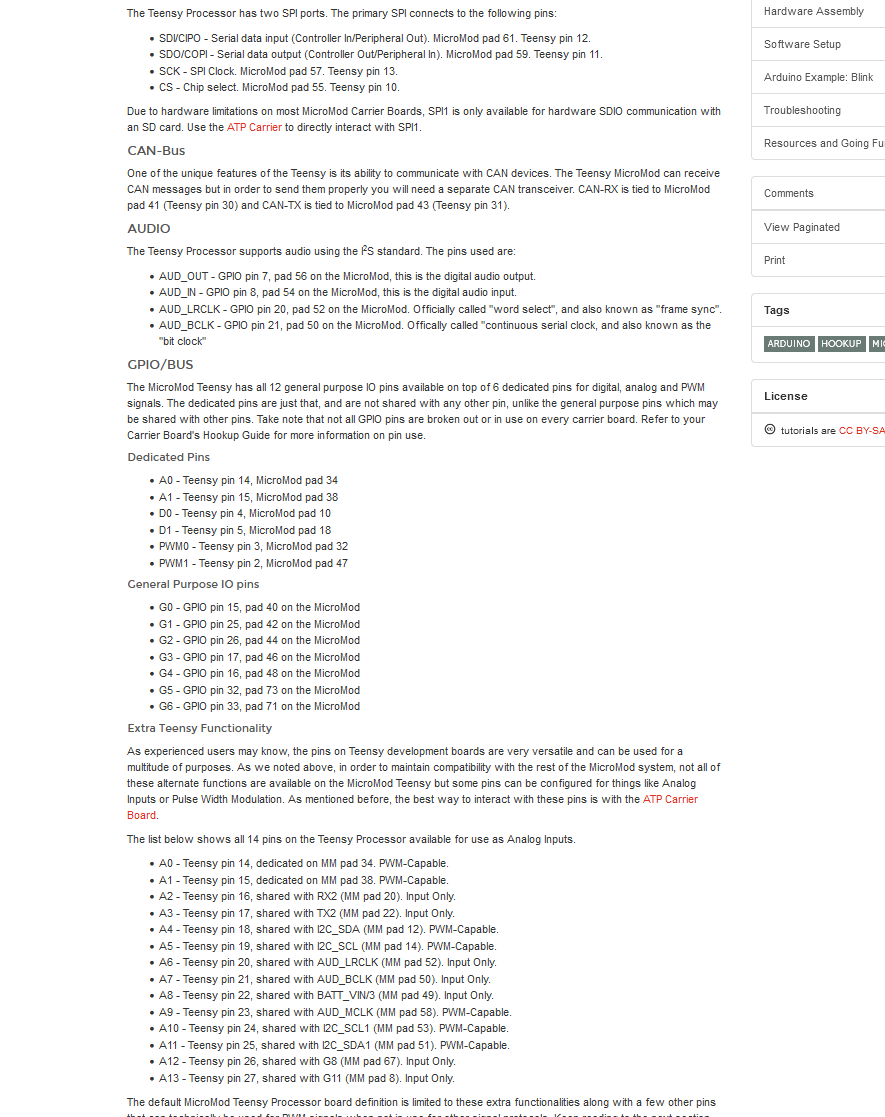 The Teensy Processor has two SPI ports. The primary SPI connects to the following pins:
SDI/CIPO - Serial data input (Controller In/Peripheral Out). MicroMod pad 61. Teensy pin 12.
SDO/COPI - Serial data output (Controller Out/Peripheral In). MicroMod pad 59. Teensy pin 11.
SCK - SPI Clock. MicroMod pad 57. Teensy pin 13.
CS - Chip select. MicroMod pad 55. Teensy pin 10.
Due to hardware limitations on most MicroMod Carrier Boards, SPI1 is only available for hardware SDIO communication with
an SD card. Use the ATP Carrier to directly interact with SPI1.
CAN-Bus
One of the unique features of the Teensy is its ability to communicate with CAN devices. The Teensy MicroMod can receive
CAN messages but in order to send them properly you will need a separate CAN transceiver. CAN-RX is tied to MicroMod
pad 41 (Teensy pin 30) and CAN-TX is tied to MicroMod pad 43 (Teensy pin 31).
AUDIO
The Teensy Processor supports audio using the I²S standard. The pins used are:
AUD_OUT - GPIO pin 7, pad 56 on the MicroMod, this is the digital audio output.
AUD_IN - GPIO pin 8, pad 54 on the MicroMod, this is the digital audio input.
AUD_LRCLK - GPIO pin 20, pad 52 on the MicroMod. Officially called "word select", and also known as "frame sync".
AUD_BCLK - GPIO pin 21, pad 50 on the MicroMod. Offically called "continuous serial clock, and also known as the
"bit clock"
GPIO/BUS
The MicroMod Teensy has all 12 general purpose IO pins available on top of 6 dedicated pins for digital, analog and PWM
signals. The dedicated pins are just that, and are not shared with any other pin, unlike the general purpose pins which may
be shared with other pins. Take note that not all GPIO pins are broken out or in use on every carrier board. Refer to your
Carrier Board's Hookup Guide for more information on pin use.
Dedicated Pins
A0 - Teensy pin 14, MicroMod pad 34
A1 - Teensy pin 15, MicroMod pad 38
D0 - Teensy pin 4, MicroMod pad 10
D1 - Teensy pin 5, MicroMod pad 18
PWM0 - Teensy pin 3, MicroMod pad 32
PWM1 - Teensy pin 2, MicroMod pad 47
General Purpose IO pins
G0 - GPIO pin 15, pad 40 on the MicroMod
G1 - GPIO pin 25, pad 42 on the MicroMod
G2 - GPIO pin 26, pad 44 on the MicroMod
G3 - GPIO pin 17, pad 46 on the MicroMod
G4 - GPIO pin 16, pad 48 on the MicroMod
G5 - GPIO pin 32, pad 73 on the MicroMod
G6 - GPIO pin 33, pad 71 on the MicroMod
Extra Teensy Functionality
As experienced users may know, the pins on Teensy development boards are very versatile and can be used for a
multitude of purposes. As we noted above, in order to maintain compatibility with the rest of the MicroMod system, not all of
these alternate functions are available on the MicroMod Teensy but some pins can be configured for things like Analog
Inputs or Pulse Width Modulation. As mentioned before, the best way to interact with these pins is with the ATP Carrier
Board.
The list below shows all 14 pins on the Teensy Processor available for use as Analog Inputs.
A0 - Teensy pin 14, dedicated on MM pad 34. PWM-Capable.
A1 - Teensy pin 15, dedicated on MM pad 38. PWM-Capable.
A2 - Teensy pin 16, shared with RX2 (MM pad 20). Input Only.
A3 - Teensy pin 17, shared with TX2 (MM pad 22). Input Only.
A4 - Teensy pin 18, shared with I2C_SDA (MM pad 12). PWM-Capable.
A5 - Teensy pin 19, shared with I2C_SCL (MM pad 14). PWM-Capable.
A6 - Teensy pin 20, shared with AUD_LRCLK (MM pad 52). Input Only.
A7 - Teensy pin 21, shared with AUD_BCLK (MM pad 50). Input Only.
A8 - Teensy pin 22, shared with BATT_VIN/3 (MM pad 49). Input Only.
A9 - Teensy pin 23, shared with AUD_MCLK (MM pad 58). PWM-Capable.
A10 - Teensy pin 24, shared with I2C_SCL1 (MM pad 53). PWM-Capable.
A11 - Teensy pin 25, shared with I2C_SDA1 (MM pad 51). PWM-Capable.
A12 - Teensy pin 26, shared with G8 (MM pad 67). Input Only.
A13 - Teensy pin 27, shared with G11 (MM pad 8). Input Only.
The default MicroMod Teensy Processor board definition is limited to these extra functionalities along with a few other pins
Hardware Assembly
Software Setup
Arduino Example: Blink
Troubleshooting
Resources and Going Fu
Comments
View Paginated
Print
Tags
ARDUINO HOOKUP MI
License
tutorials are CC BY-SA